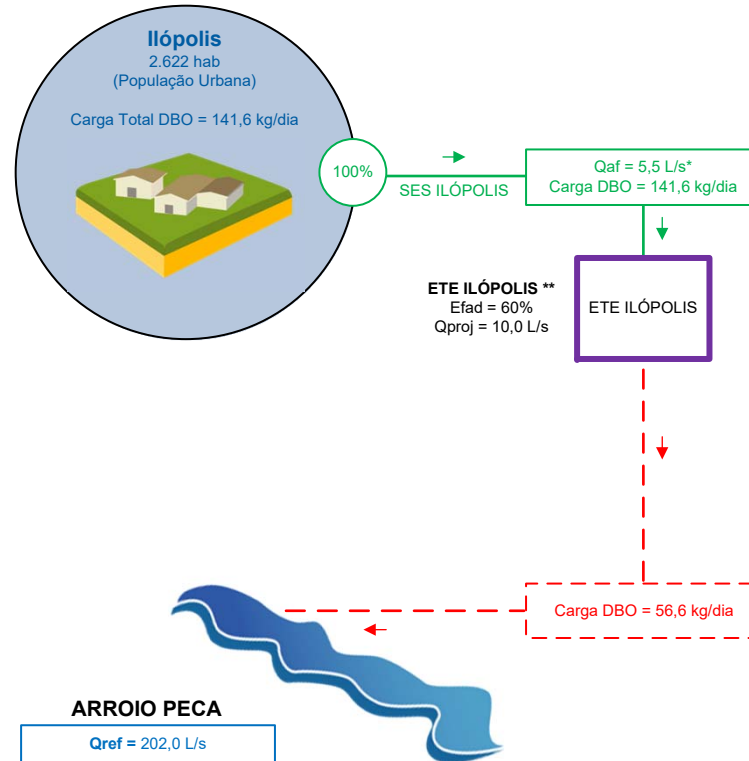 Ilópolis
2.622 hab
(População Urbana)
Carga Total DBO = 141,6 kg/dia
100%
SES ILÓPOLIS
Qaf = 5,5 L/s*
Carga DBO = 141,6 kg/dia
ETE ILÓPOLIS **
Efad = 60%
Qproj = 10,0 L/s
ETE ILÓPOLIS
Carga DBO = 56,6 kg/dia
ARROIO PECA
Qref = 202,0 L/s